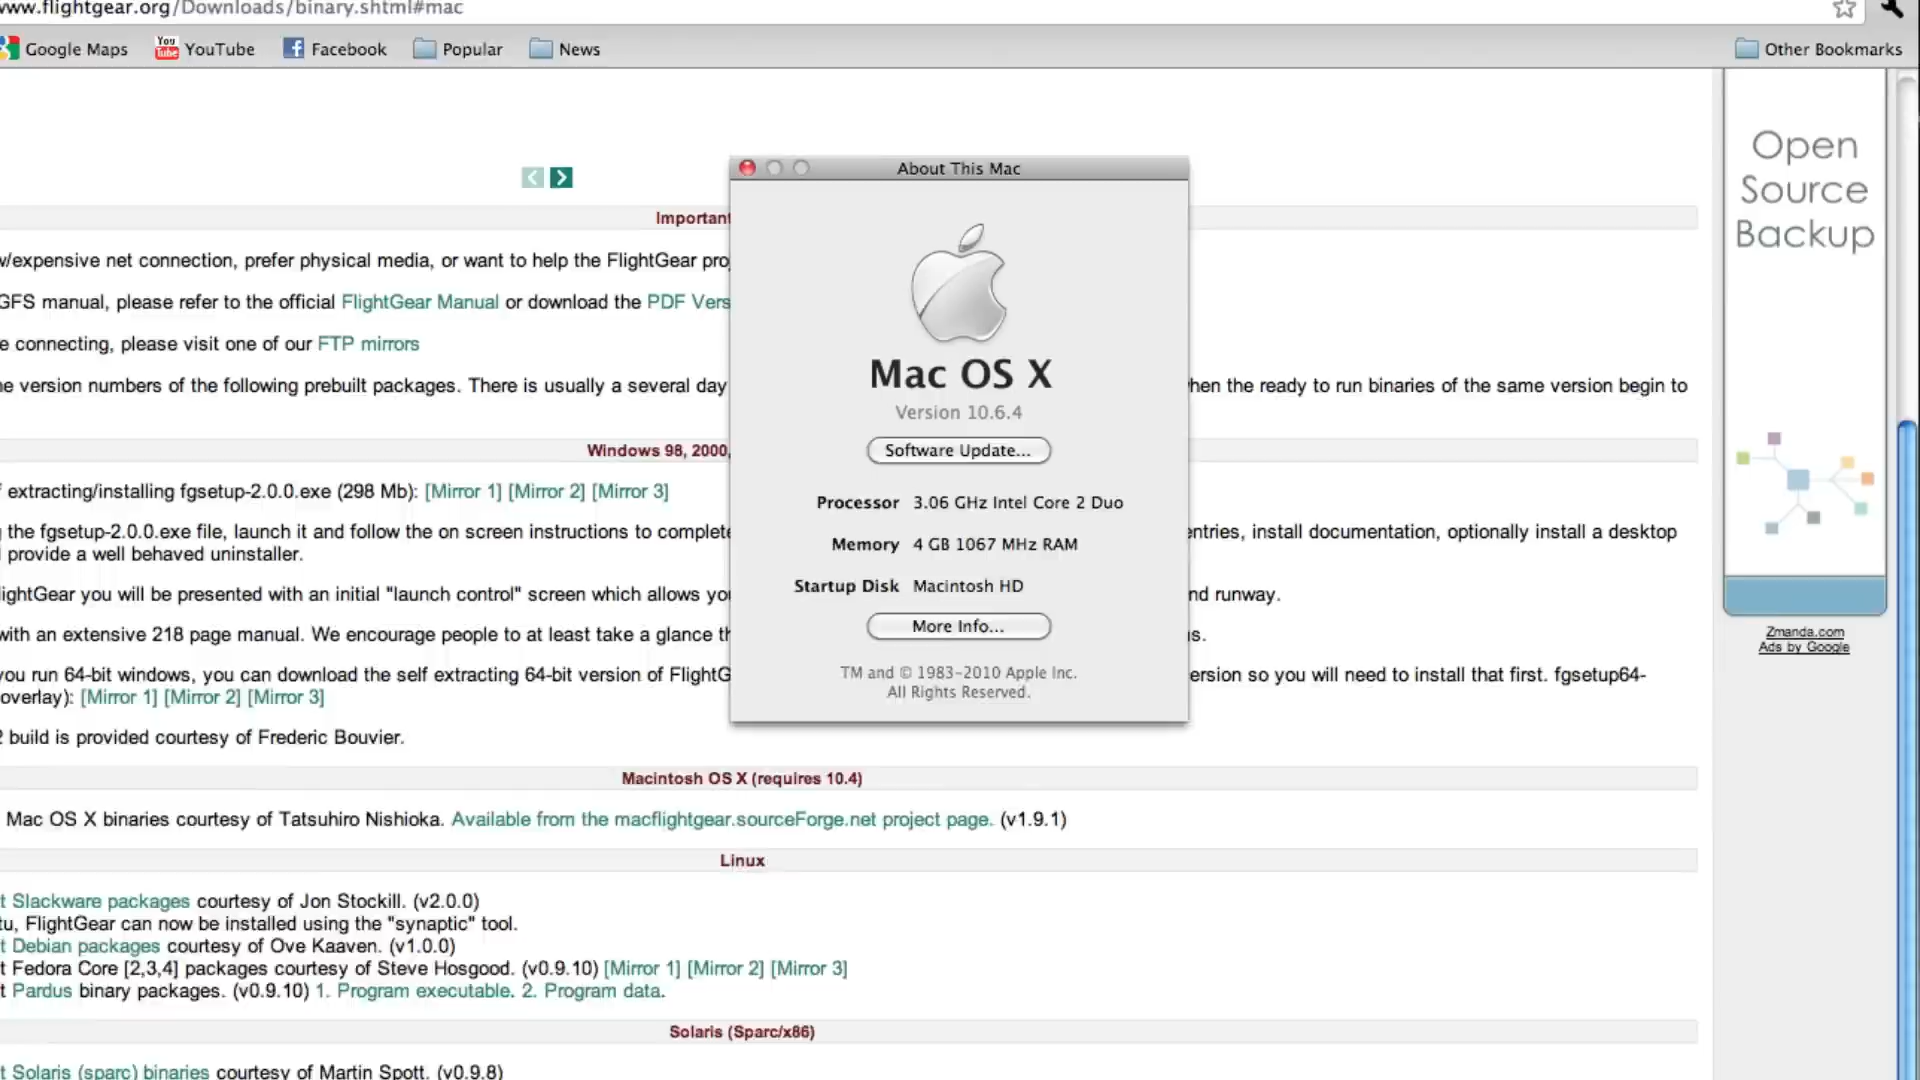 www.flightgear.org/Downloads/binary.shtml#mac
Google Maps
YouTube
Facebook
Popular
News
Other Bookmarks
Open
Source
Backup
Zmanda.com
Ads by Google
About This Mac
Mac OS X
Version 10.6.4
Software Update...
Processor 3.06 GHz Intel Core 2 Duo
Memory 4 GB 1067 MHz RAM
Startup Disk Macintosh HD
More Info...
TM and © 1983-2010 Apple Inc.
All Rights Reserved.
Important
w/expensive net connection, prefer physical media, or want to help the FlightGear
GFS manual, please refer to the official FlightGear Manual or download the PDF
connecting, please visit one of our FTP mirrors
version numbers of the following prebuilt packages. There is usually a several day when the ready to run binaries of the same version begin to
Windows 98, 2000,
extracting/installing fgsetup-2.0.0.exe (298 Mb): [Mirror 1] [Mirror 2] [Mirror 3]
the fgsetup-2.0.0.exe file, launch it and follow the on screen instructions to complete entries, install documentation, optionally install a desktop
provide a well behaved uninstaller.
lightGear you will be presented with an initial "launch control" screen which allows nd runway.
with an extensive 218 page manual. We encourage people to at least take a glance s.
you run 64-bit windows, you can download the self extracting 64-bit version of FlightG ersion so you will need to install that first. fgsetup64-
overlay): [Mirror 1] [Mirror 2] [Mirror 3]
2 build is provided courtesy of Frederic Bouvier.
Macintosh OS X (requires 10.4)
Mac OS X binaries courtesy of Tatsuhiro Nishioka. Available from the macflightgear.sourceForge.net project page. (v1.9.1)
Linux
t Slackware packages courtesy of Jon Stockill. (v2.0.0)
tu, FlightGear can now be installed using the "synaptic" tool.
t Debian packages courtesy of Ove Kaaven. (v1.0.0)
t Fedora Core [2,3,4] packages courtesy of Steve Hosgood. (v0.9.10) [Mirror 1] [Mirror 2] [Mirror 3]
t Pardus binary packages. (v0.9.10) 1. Program executable. 2. Program data.
Solaris (Sparc/x86)
t Solaris (sparc) binaries courtesy of Martin Spott. (v0.9.8)